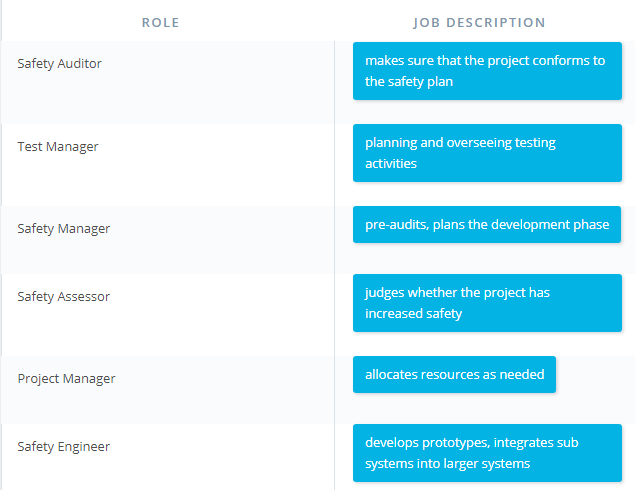 ROLE JOB DESCRIPTION
Safety Auditor
makes sure that the project conforms to
the safety plan
Test Manager
planning and overseeing testing
activities
Safety Manager
pre-audits, plans the development phase
Safety Assessor
judges whether the project has
increased safety
Project Manager
allocates resources as needed
Safety Engineer
develops prototypes, integrates sub
systems into larger systems